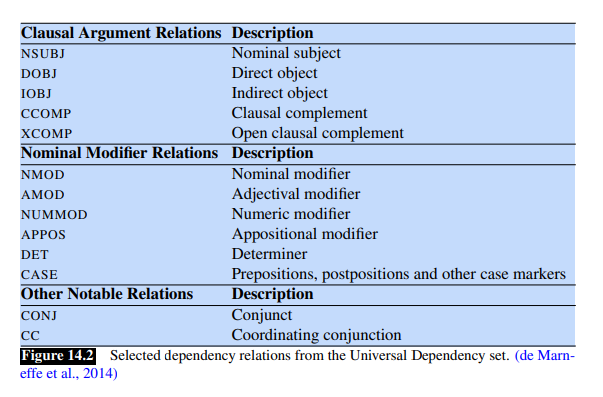 Clausal Argument Relations Description
NSUBJ Nominal subject
DOBJ Direct object
IOBJ Indirect object
CCOMP Clausal complement
XCOMP Open clausal complement
Nominal Modifier Relations Description
NMOD Nominal modifier
AMOD Adjectival modifier
NUMMOD Numeric modifier
APPOS Appositional modifier
DET Determiner
CASE Prepositions, postpositions and other case markers
Other Notable Relations Description
CONJ Conjunct
CC Coordinating conjunction
Figure 14.2 Selected dependency relations from the Universal Dependency set. (de Marn-
effe et al., 2014)